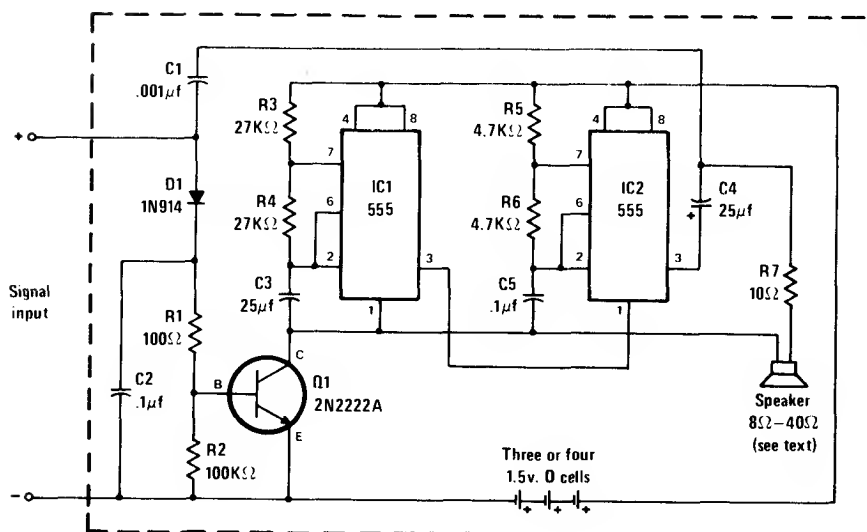 C1
.001µf
+
D1
1N914
Signal
input
C2
.1µf
R1
100Ω
R2
100KΩ
-
B
C
E
Q1
2N2222A
R3
27KΩ
R4
27KΩ
C3
25µf
4
8
7
6
2
3
1
IC1
555
R5
4.7KΩ
R6
4.7KΩ
C5
.1µf
4
8
7
6
2
3
1
IC2
555
C4
25µf
+
R7
10Ω
Speaker
8Ω-40Ω
(see text)
Three or four
1.5v. D cells
+ + +